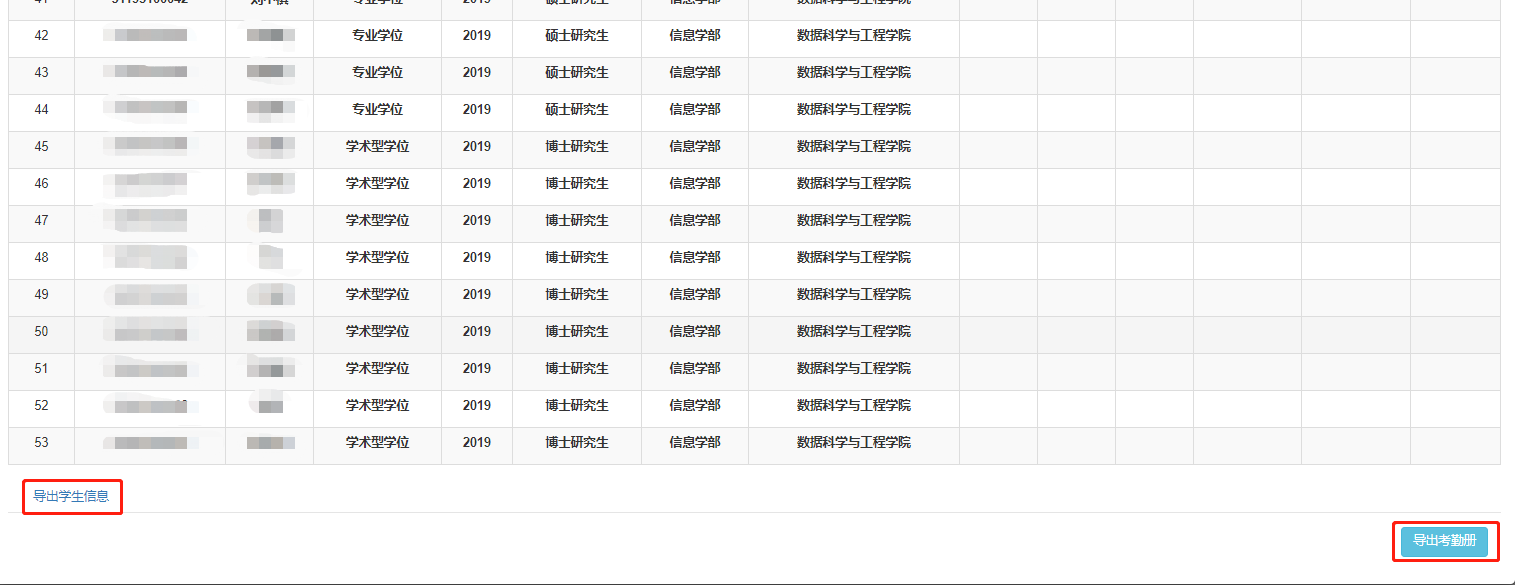 42 专业学位 2019 硕士研究生 信息学部 数据科学与工程学院
43 专业学位 2019 硕士研究生 信息学部 数据科学与工程学院
44 专业学位 2019 硕士研究生 信息学部 数据科学与工程学院
45 学术型学位 2019 博士研究生 信息学部 数据科学与工程学院
46 学术型学位 2019 博士研究生 信息学部 数据科学与工程学院
47 学术型学位 2019 博士研究生 信息学部 数据科学与工程学院
48 学术型学位 2019 博士研究生 信息学部 数据科学与工程学院
49 学术型学位 2019 博士研究生 信息学部 数据科学与工程学院
50 学术型学位 2019 博士研究生 信息学部 数据科学与工程学院
51 学术型学位 2019 博士研究生 信息学部 数据科学与工程学院
52 学术型学位 2019 博士研究生 信息学部 数据科学与工程学院
53 学术型学位 2019 博士研究生 信息学部 数据科学与工程学院
导出学生信息
导出考勤册